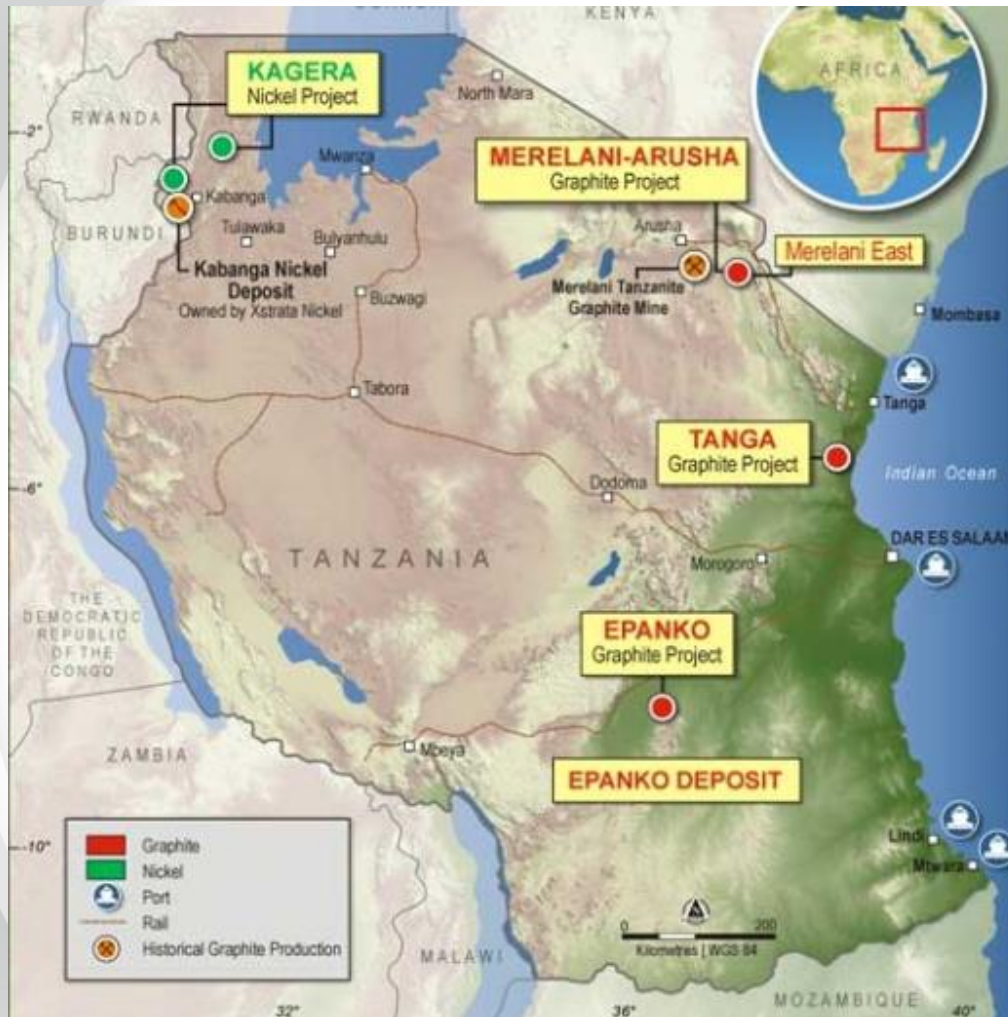 KENYA
KAGERA
Nickel Project
AFRICA
North Mara
RWANDA
-2°
MERELANI-ARUSHA
Graphite Project
Mwanza
Kabanga
BURUNDI
Tulawaka
Bulyanhulu
Arusha
Merelani East
Kabanga Nickel
Deposit
Owned by Xstrata Nickel
Merelani Tanzanite
Graphite Mine
Buzwagi
Mombasa
Tabora
Tanga
TANGA
Graphite Project
Indian Ocean
-6°
Dodoma
DAR ES SALAAM
TANZANIA
Morogoro
THE
DEMOCRATIC
REPUBLIC
OF THE
CONGO
EPANKO
Graphite Project
ZAMBIA
Mbeya
EPANKO DEPOSIT
Graphite
Nickel
Port
Rail
Historical Graphite Production
-10°
Lindi
Mtwara
N
0 200
Kilometres | WGS 84
MALAWI
MOZAMBIQUE
32°
36°
40°